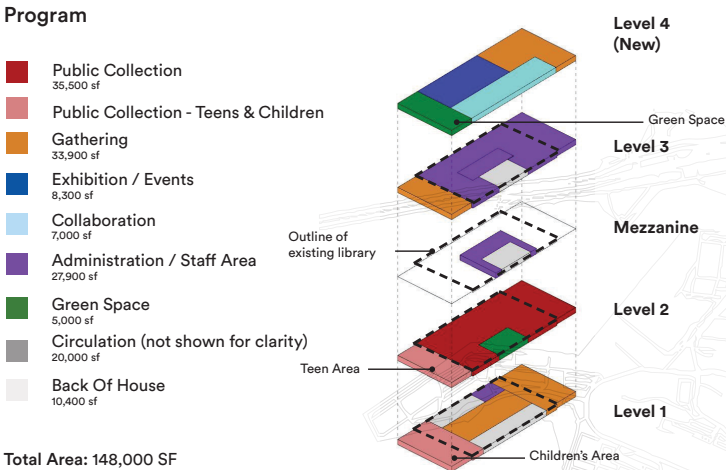 Program
Public Collection
35,500 sf
Public Collection - Teens & Children
Gathering
33,900 sf
Exhibition / Events
8,300 sf
Collaboration
7,000 sf
Administration / Staff Area
27,900 sf
Green Space
5,000 sf
Circulation (not shown for clarity)
20,000 sf
Back Of House
10,400 sf
Total Area: 148,000 SF
Level 4
(New)
Green Space
Level 3
Mezzanine
Outline of
existing library
Level 2
Teen Area
Level 1
Children's Area